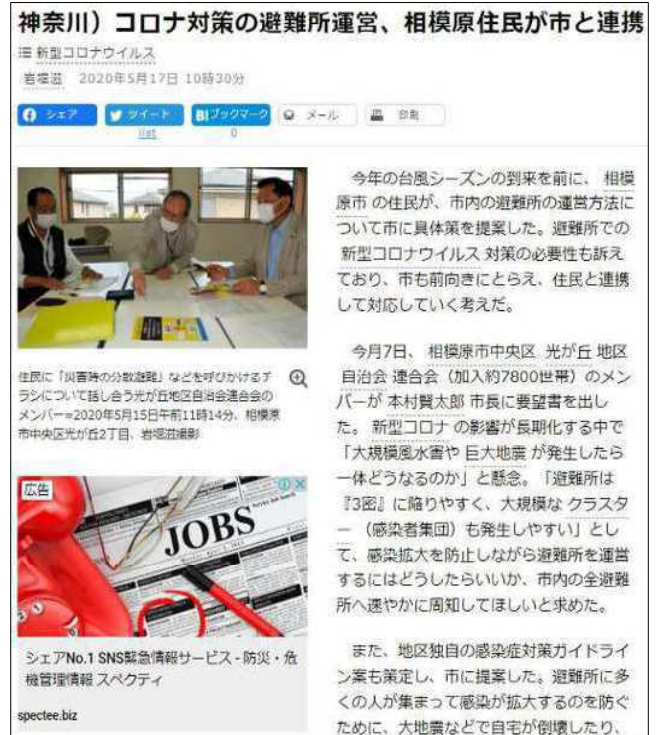 神奈川）コロナ対策の避難所運営、相模原住民が市と連携
新型コロナウイルス
岩堀滋 2020年5月17日 10時30分
シェア
ツイート
list
B!ブックマーク
0
メール
印刷
住民に「災害時の分散避難」などを呼びかけるチ
ラシについて話し合う光が丘地区自治会連合会の
メンバー=2020年5月15日午前11時14分、相模原
市中央区光が丘2丁目、岩堀滋撮影
広告
JOBS
シェアNo.1 SNS緊急情報サービス - 防災・危
機管理情報 スペクティ
spectee.biz
今年の台風シーズンの到来を前に、 相模
原市 の住民が、市内の避難所の運営方法に
ついて市に具体策を提案した。避難所での
新型コロナウイルス 対策の必要性も訴え
ており、市も前向きにとらえ、住民と連携
して対応していく考えだ。
今月7日、 相模原市中央区 光が丘 地区
自治会 連合会（加入約7800世帯）のメン
バーが 本村賢太郎 市長に要望書を出し
た。 新型コロナ の影響が長期化する中で
「大規模風水害や 巨大地震 が発生したら
一体どうなるのか」と懸念。「避難所は
『3密』に陥りやすく、大規模な クラスタ
ー （感染者集団）も発生しやすい」とし
て、感染拡大を防止しながら避難所を運営
するにはどうしたらいいか、市内の全避難
所へ速やかに周知してほしいと求めた。
また、地区独自の感染症対策ガイドライ
ン案も策定し、市に提案した。避難所に多
くの人が集まって感染が拡大するのを防ぐ
ために、大地震などで自宅が倒壊したり、